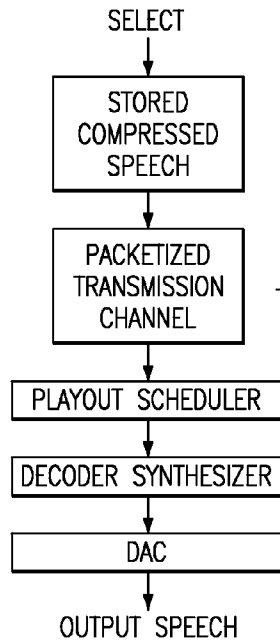 SELECT
STORED
COMPRESSED
SPEECH
PACKETIZED
TRANSMISSION
CHANNEL
PLAYOUT SCHEDULER
DECODER SYNTHESIZER
DAC
OUTPUT SPEECH